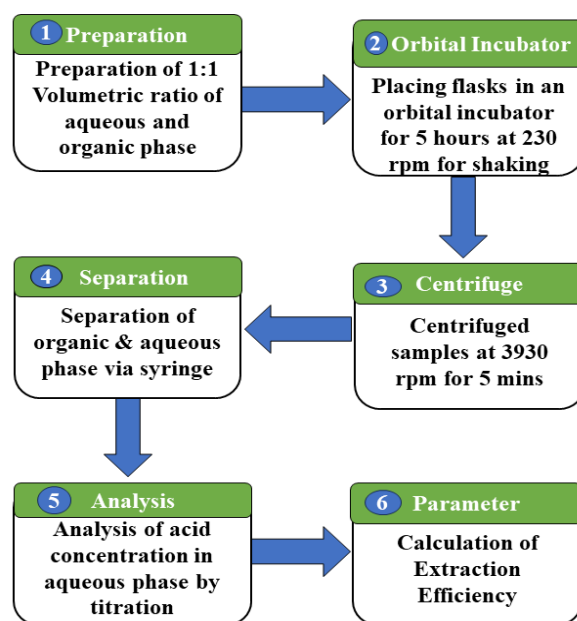 1 Preparation
Preparation of 1:1
Volumetric ratio of
aqueous and
organic phase
2 Orbital Incubator
Placing flasks in an
orbital incubator
for 5 hours at 230
rpm for shaking
3 Centrifuge
Centrifuged
samples at 3930
rpm for 5 mins
4 Separation
Separation of
organic & aqueous
phase via syringe
5 Analysis
Analysis of acid
concentration in
aqueous phase by
titration
6 Parameter
Calculation of
Extraction
Efficiency